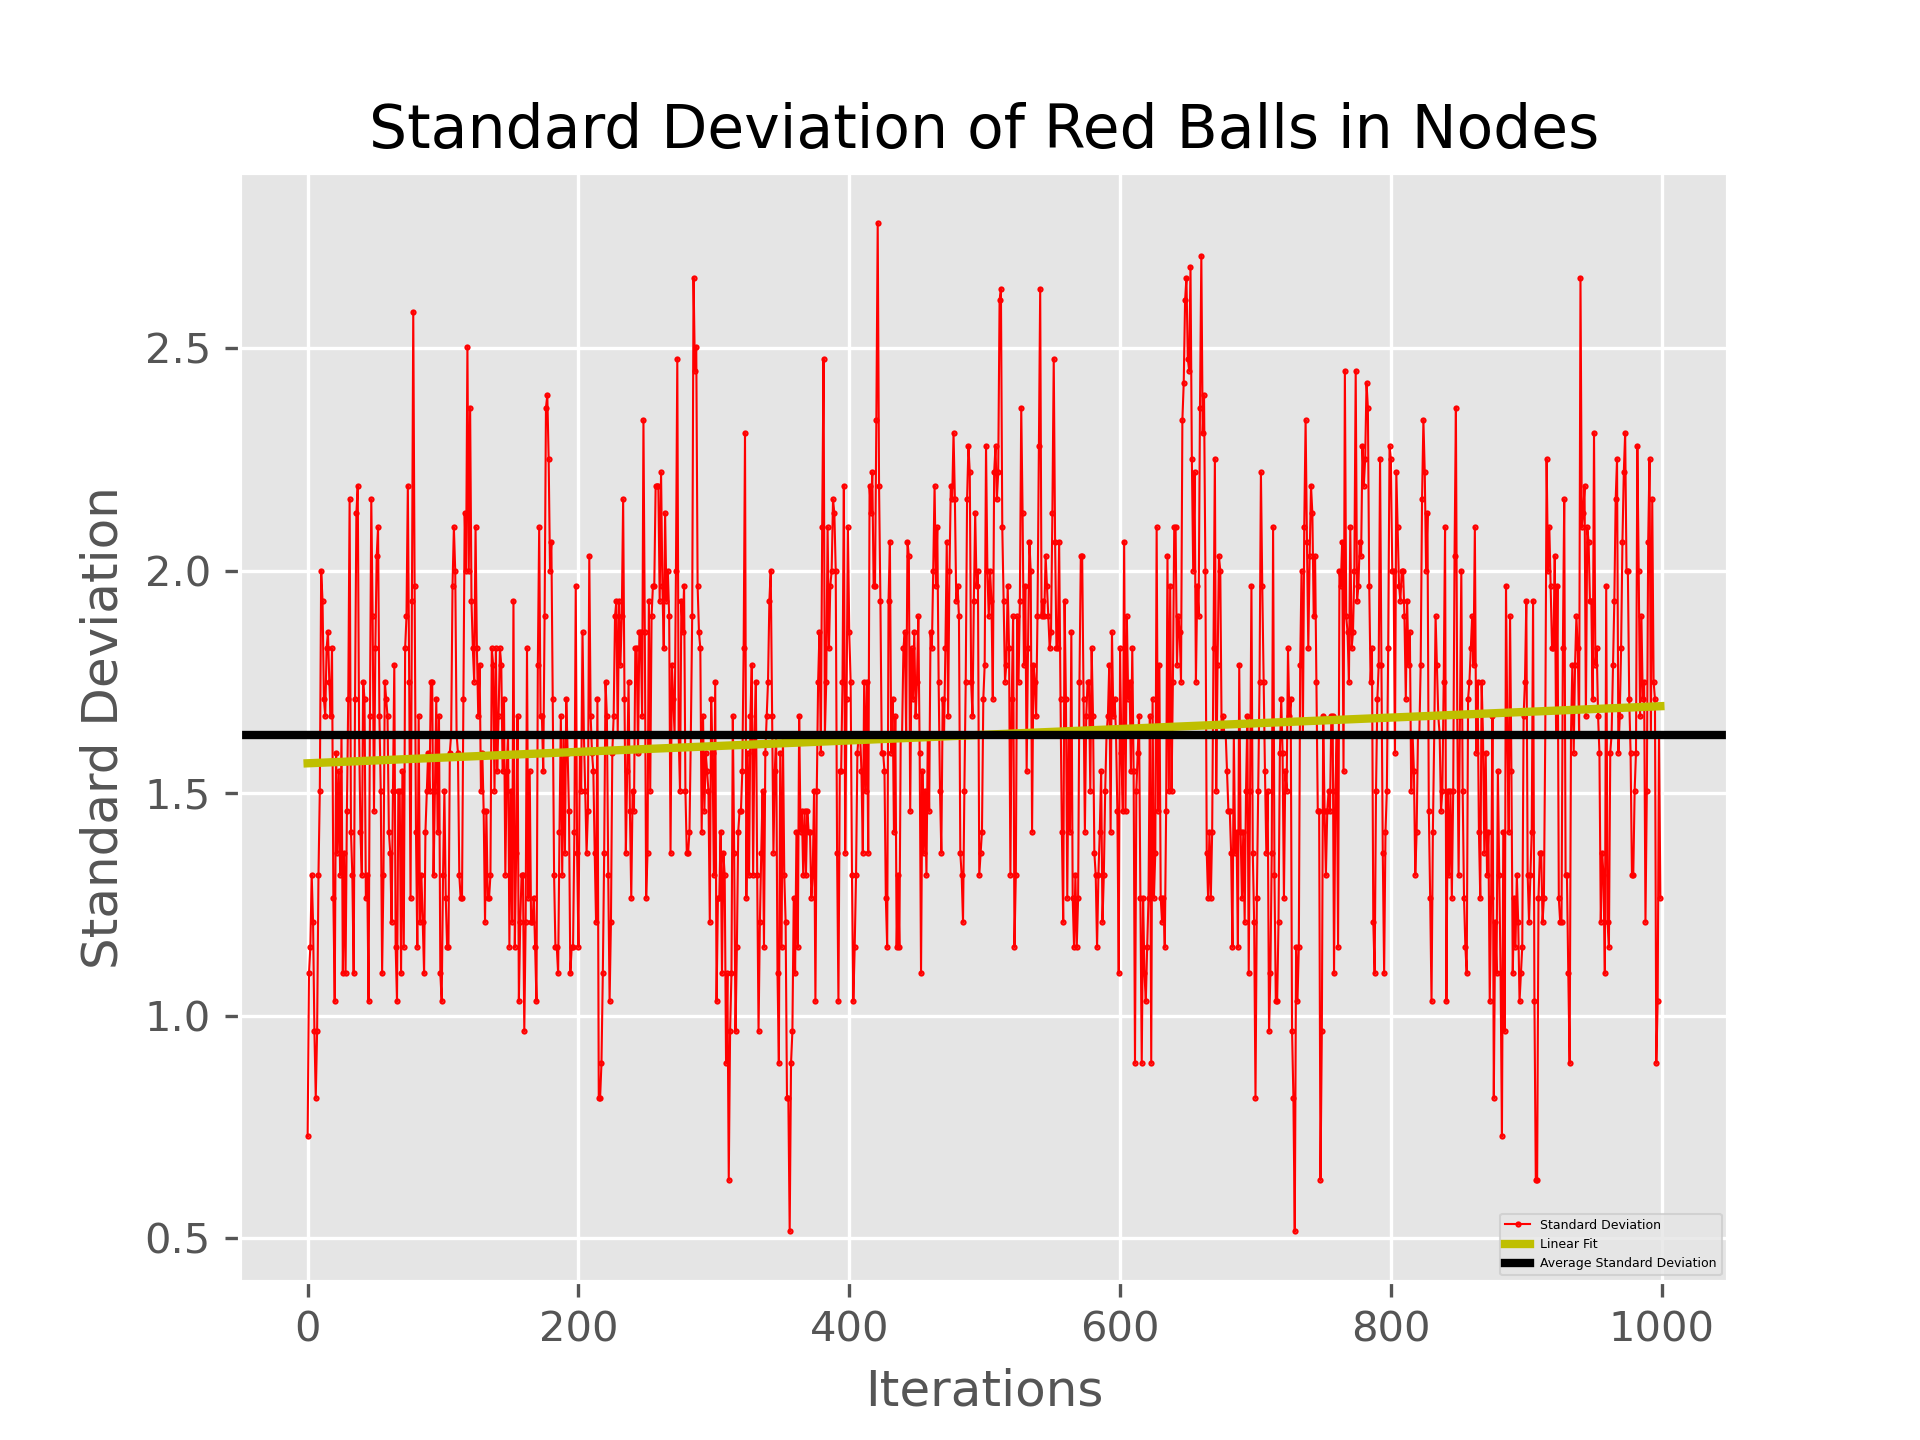 Standard Deviation of Red Balls in Nodes
Standard Deviation
2.5
2.0
1.5
1.0
0.5
Standard Deviation
Linear Fit
Average Standard Deviation
0 200 400 600 800 1000
Iterations